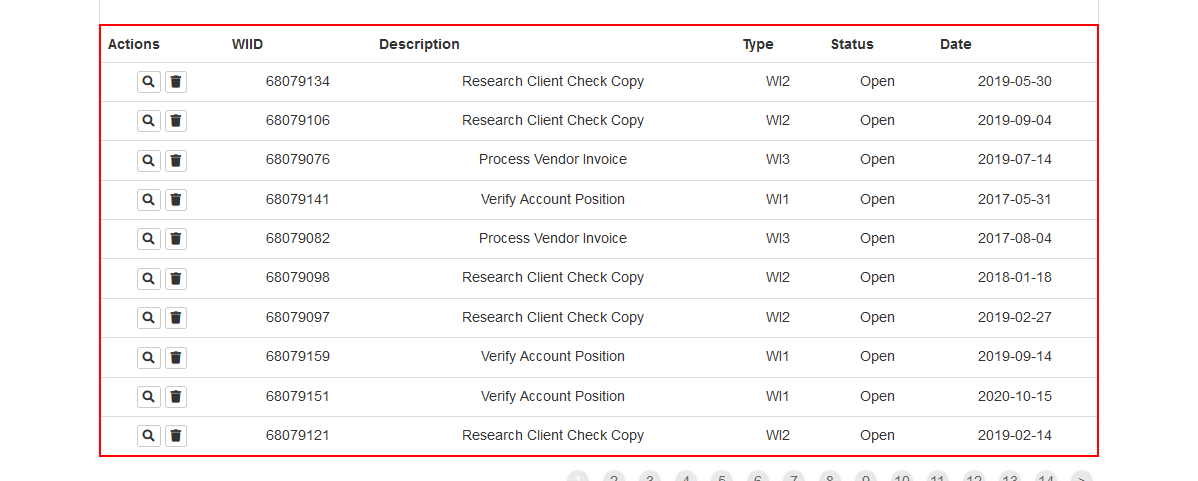 Actions WIID Description Type Status Date
68079134 Research Client Check Copy WI2 Open 2019-05-30
68079106 Research Client Check Copy WI2 Open 2019-09-04
68079076 Process Vendor Invoice WI3 Open 2019-07-14
68079141 Verify Account Position WI1 Open 2017-05-31
68079082 Process Vendor Invoice WI3 Open 2017-08-04
68079098 Research Client Check Copy WI2 Open 2018-01-18
68079097 Research Client Check Copy WI2 Open 2019-02-27
68079159 Verify Account Position WI1 Open 2019-09-14
68079151 Verify Account Position WI1 Open 2020-10-15
68079121 Research Client Check Copy WI2 Open 2019-02-14
1 2 3 4 5 6 7 8 9 10 11 12 13 14 >